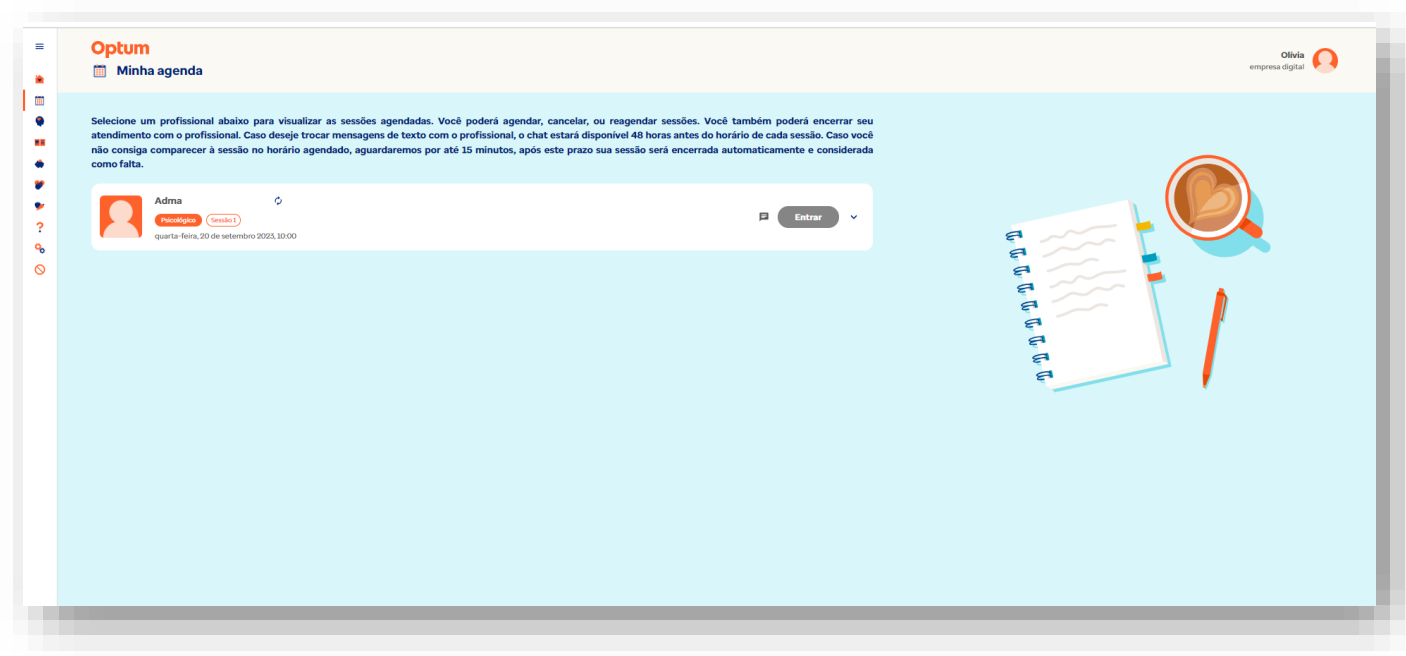 Optum
Minha agenda
Olívia
empresa digital
Selecione um profissional abaixo para visualizar as sessões agendadas. Você poderá agendar, cancelar, ou reagendar sessões. Você também poderá encerrar seu
atendimento com o profissional. Caso deseje trocar mensagens de texto com o profissional, o chat estará disponível 48 horas antes do horário de cada sessão. Caso você
não consiga comparecer à sessão no horário agendado, aguardaremos por até 15 minutos, após este prazo sua sessão será encerrada automaticamente e considerada
como falta.
Adma
Psicológico Sessão 1
quarta-feira, 20 de setembro 2023, 10:00
Entrar